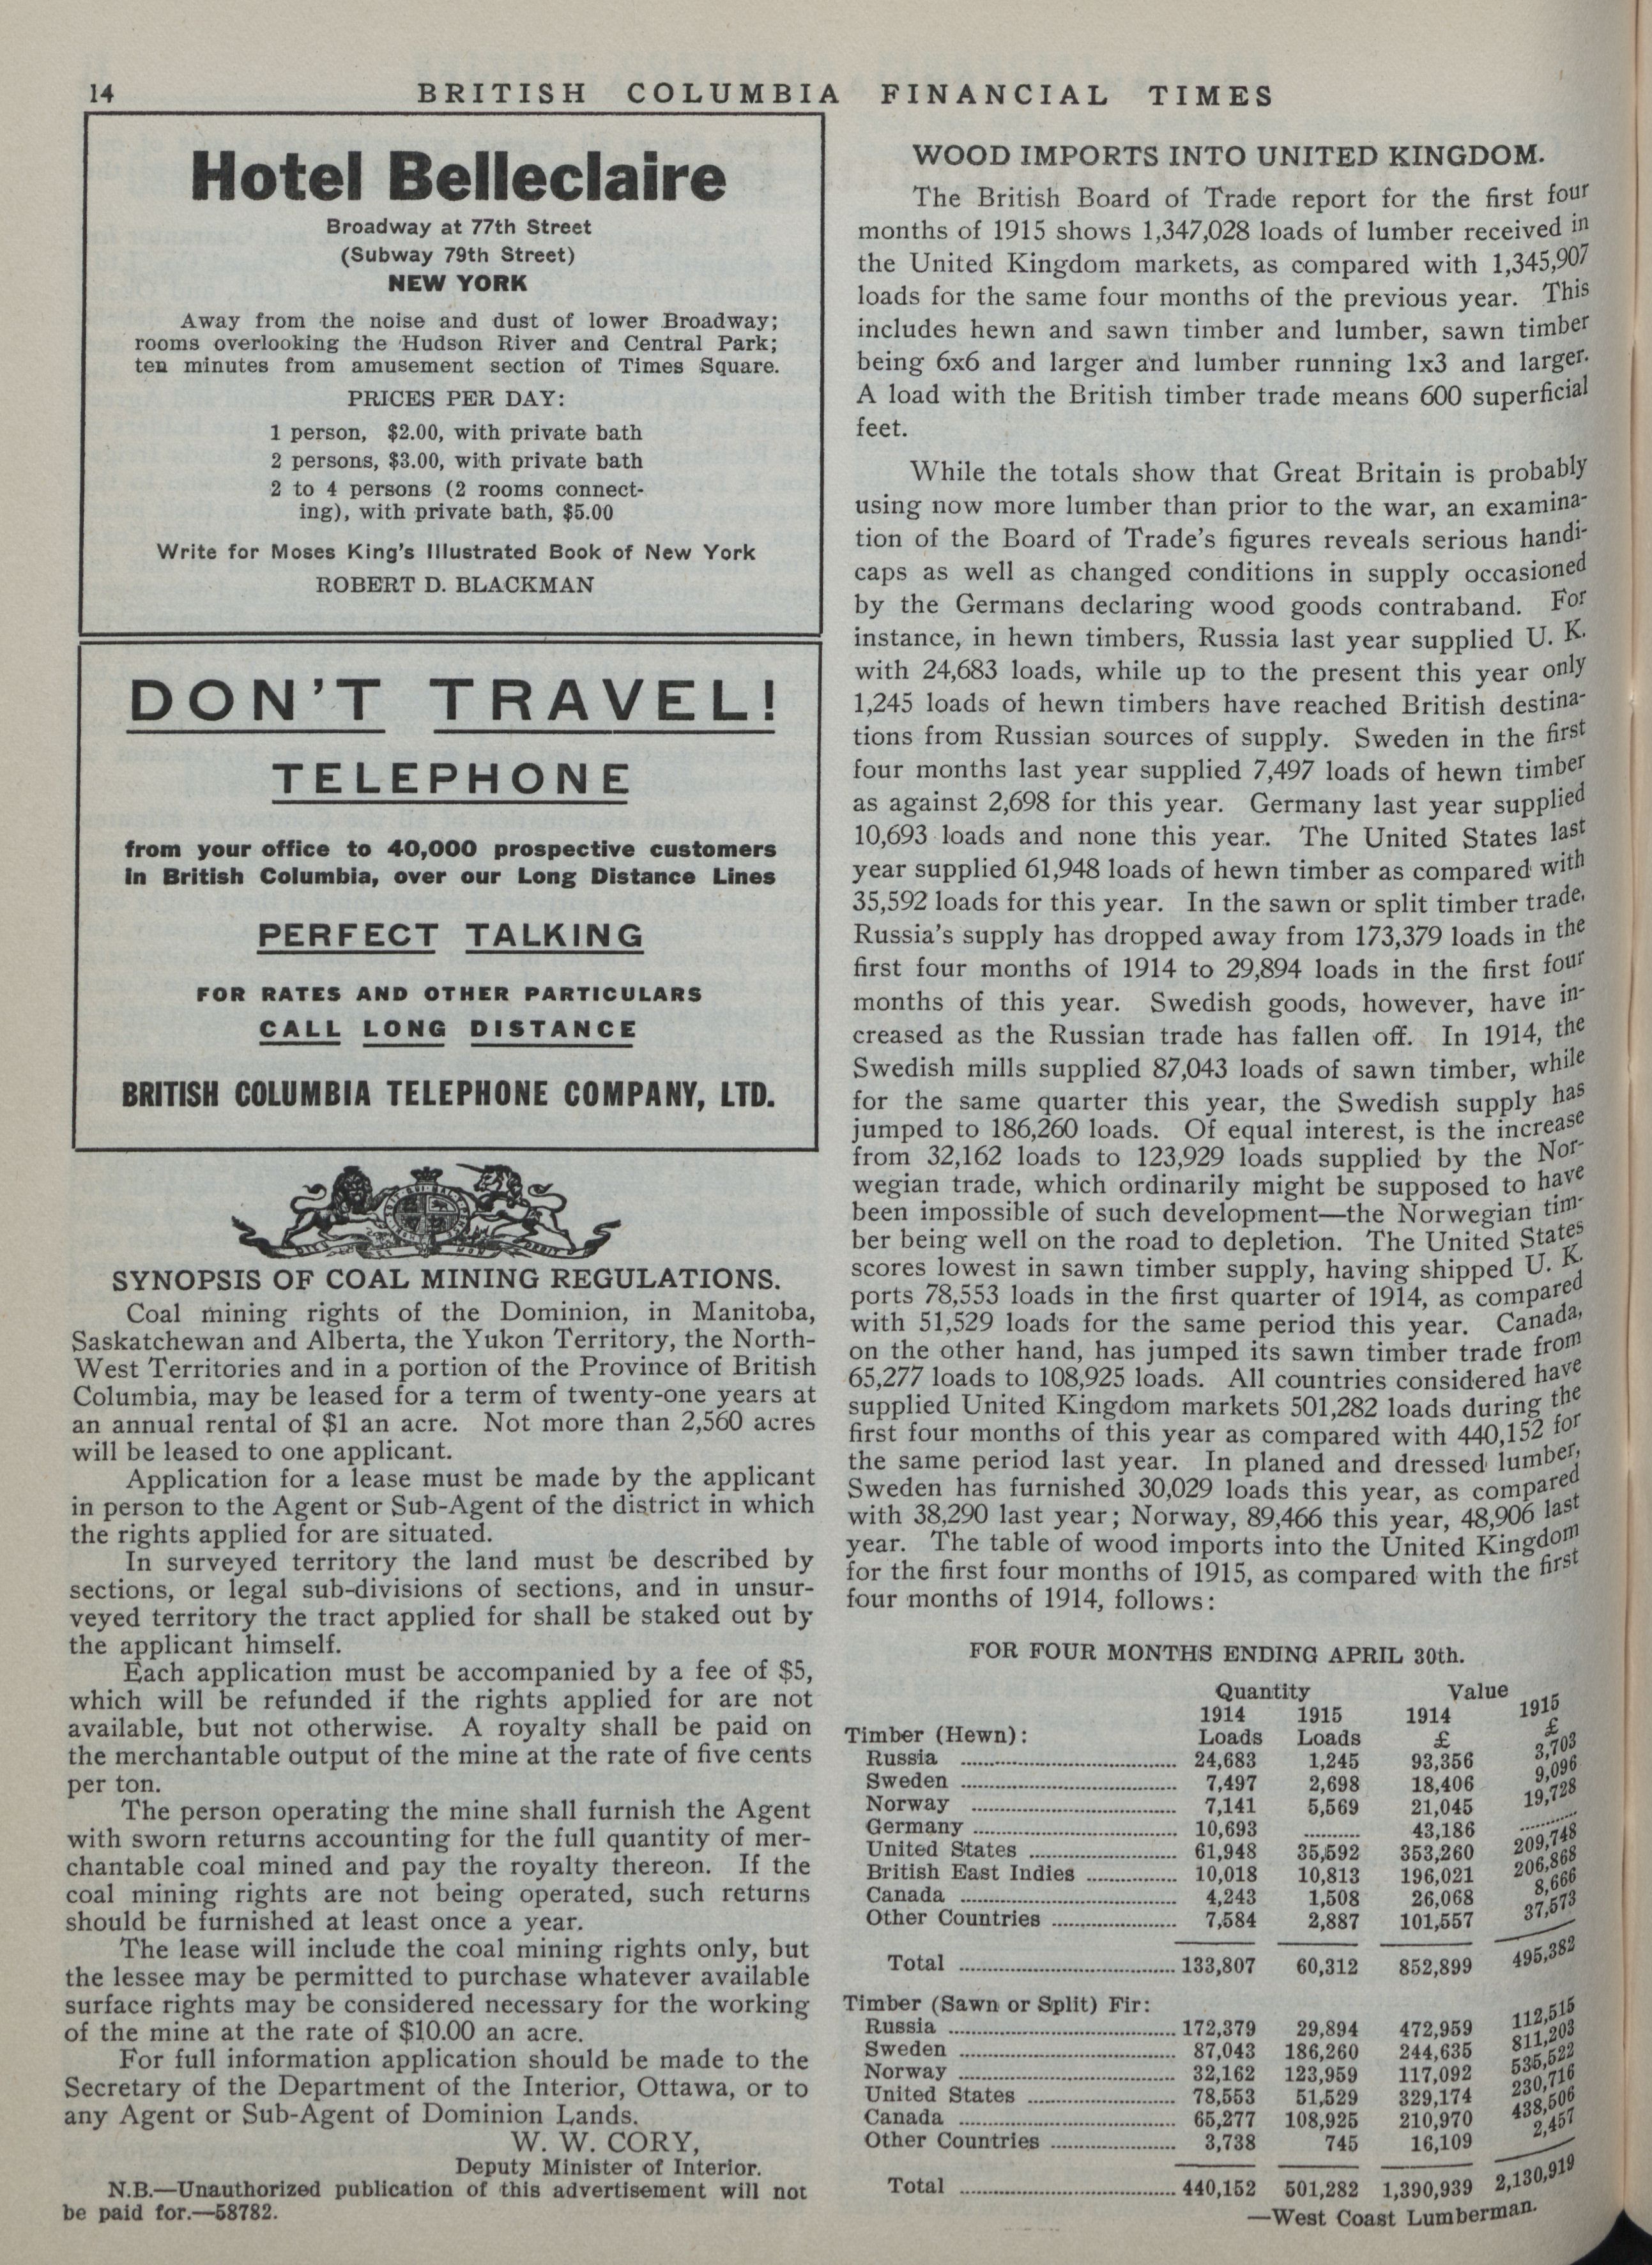 14 BRITISH COLUMBIA FINANCIAL TIMES
Hotel Belleclaire
Broadway at 77th Street
(Subway 79th Street)
NEW YORK
Away from the noise and dust of lower Broadway;
rooms overlooking the Hudson River and Central Park;
ten minutes from amusement section of Times Square.
PRICES PER DAY:
1 person, $2.00, with private bath
2 persons, $3.00, with private bath
2 to 4 persons (2 rooms connect-
ing), with private bath, $5.00
Write for Moses King's Illustrated Book of New York
ROBERT D. BLACKMAN
DON'T TRAVEL!
TELEPHONE
from your office to 40,000 prospective customers
in British Columbia, over our Long Distance Lines
PERFECT TALKING
FOR RATES AND OTHER PARTICULARS
CALL LONG DISTANCE
BRITISH COLUMBIA TELEPHONE COMPANY, LTD.
SYNOPSIS OF COAL MINING REGULATIONS.
Coal mining rights of the Dominion, in Manitoba,
Saskatchewan and Alberta, the Yukon Territory, the North-
West Territories and in a portion of the Province of British
Columbia, may be leased for a term of twenty-one years at
an annual rental of $1 an acre. Not more than 2,560 acres
will be leased to one applicant.
Application for a lease must be made by the applicant
in person to the Agent or Sub-Agent of the district in which
the rights applied for are situated.
In surveyed territory the land must be described by
sections, or legal sub-divisions of sections, and in unsur-
veyed territory the tract applied for shall be staked out by
the applicant himself.
Each application must be accompanied by a fee of $5,
which will be refunded if the rights applied for are not
available, but not otherwise. A royalty shall be paid on
the merchantable output of the mine at the rate of five cents
per ton.
The person operating the mine shall furnish the Agent
with sworn returns accounting for the full quantity of mer-
chantable coal mined and pay the royalty thereon. If the
coal mining rights are not being operated, such returns
should be furnished at least once a year.
The lease will include the coal mining rights only, but
the lessee may be permitted to purchase whatever available
surface rights may be considered necessary for the working
of the mine at the rate of $10.00 an acre.
For full information application should be made to the
Secretary of the Department of the Interior, Ottawa, or to
any Agent or Sub-Agent of Dominion Lands.
W. W. CORY,
Deputy Minister of Interior.
N.B.—Unauthorized publication of this advertisement will not
be paid for.—58782.
WOOD IMPORTS INTO UNITED KINGDOM.
The British Board of Trade report for the first four
months of 1915 shows 1,347,028 loads of lumber received in
the United Kingdom markets, as compared with 1,345,907
loads for the same four months of the previous year. This
includes hewn and sawn timber and lumber, sawn timber
being 6x6 and larger and lumber running 1x3 and larger.
A load with the British timber trade means 600 superficial
feet.
While the totals show that Great Britain is probably
using now more lumber than prior to the war, an examina-
tion of the Board of Trade's figures reveals serious handi-
caps as well as changed conditions in supply occasioned
by the Germans declaring wood goods contraband. For
instance, in hewn timbers, Russia last year supplied U. K.
with 24,683 loads, while up to the present this year only
1,245 loads of hewn timbers have reached British destina-
tions from Russian sources of supply. Sweden in the first
four months last year supplied 7,497 loads of hewn timber
as against 2,698 for this year. Germany last year supplied
10,693 loads and none this year. The United States last
year supplied 61,948 loads of hewn timber as compared with
35,592 loads for this year. In the sawn or split timber trade,
Russia's supply has dropped away from 173,379 loads in the
first four months of 1914 to 29,894 loads in the first four
months of this year. Swedish goods, however, have in-
creased as the Russian trade has fallen off. In 1914, the
Swedish mills supplied 87,043 loads of sawn timber, while
for the same quarter this year, the Swedish supply has
jumped to 186,260 loads. Of equal interest, is the increase
from 32,162 loads to 123,929 loads supplied by the Nor-
wegian trade, which ordinarily might be supposed to have
been impossible of such development—the Norwegian tim-
ber being well on the road to depletion. The United States
scores lowest in sawn timber supply, having shipped U. K.
ports 78,553 loads in the first quarter of 1914, as compared
with 51,529 loads for the same period this year. Canada,
on the other hand, has jumped its sawn timber trade from
65,277 loads to 108,925 loads. All countries considered have
supplied United Kingdom markets 501,282 loads during the
first four months of this year as compared with 440,152 for
the same period last year. In planed and dressed lumber,
Sweden has furnished 30,029 loads this year, as compared
with 38,290 last year; Norway, 89,466 this year, 48,906 last
year. The table of wood imports into the United Kingdom
for the first four months of 1915, as compared with the first
four months of 1914, follows:
FOR FOUR MONTHS ENDING APRIL 30th.
Quantity Value
1914 1915 1914 1915
Timber (Hewn): Loads Loads £ £
Russia 24,683 1,245 93,356 3,703
Sweden 7,497 2,698 18,406 9,096
Norway 7,141 5,569 21,045 19,728
Germany 10,693 .......... 43,186 ..........
United States 61,948 35,592 353,260 209,748
British East Indies 10,018 10,813 196,021 206,868
Canada 4,243 1,508 26,068 8,666
Other Countries 7,584 2,887 101,557 37,573
Total 133,807 60,312 852,899 495,382
Timber (Sawn or Split) Fir:
Russia 172,379 29,894 472,959 112,515
Sweden 87,043 186,260 244,635 811,203
Norway 32,162 123,959 117,092 535,522
United States 78,553 51,529 329,174 230,716
Canada 65,277 108,925 210,970 438,506
Other Countries 3,738 745 16,109 2,457
Total 440,152 501,282 1,390,939 2,130,919
—West Coast Lumberman.